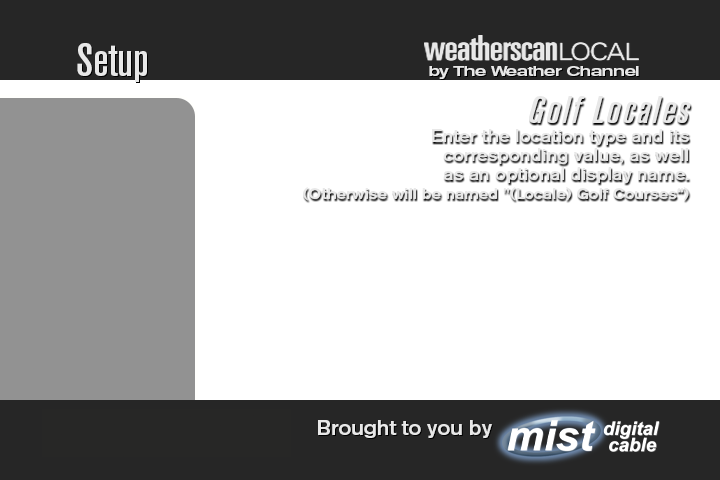 Setup
weatherscanLOCAL
by The Weather Channel
Golf Locales
Enter the location type and its
corresponding value, as well
as an optional display name.
(Otherwise will be named "(Locale) Golf Courses")
Brought to you by
mist digital
cable